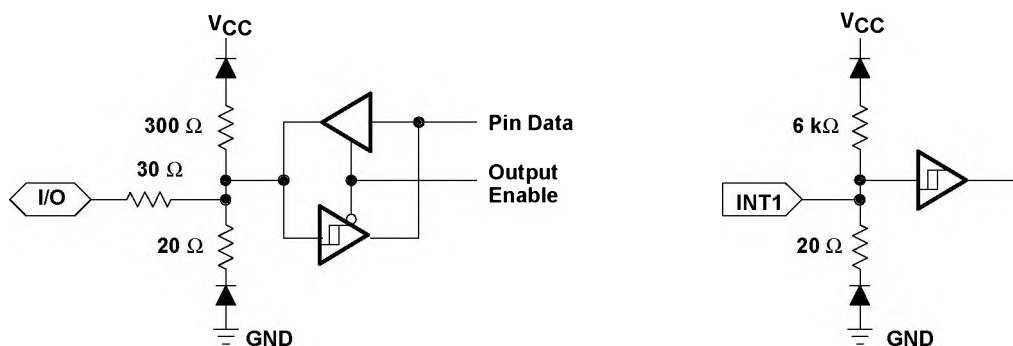 VCC
300 Ω
30 Ω
I/O
20 Ω
GND
Pin Data
Output
Enable
VCC
6 kΩ
INT1
20 Ω
GND